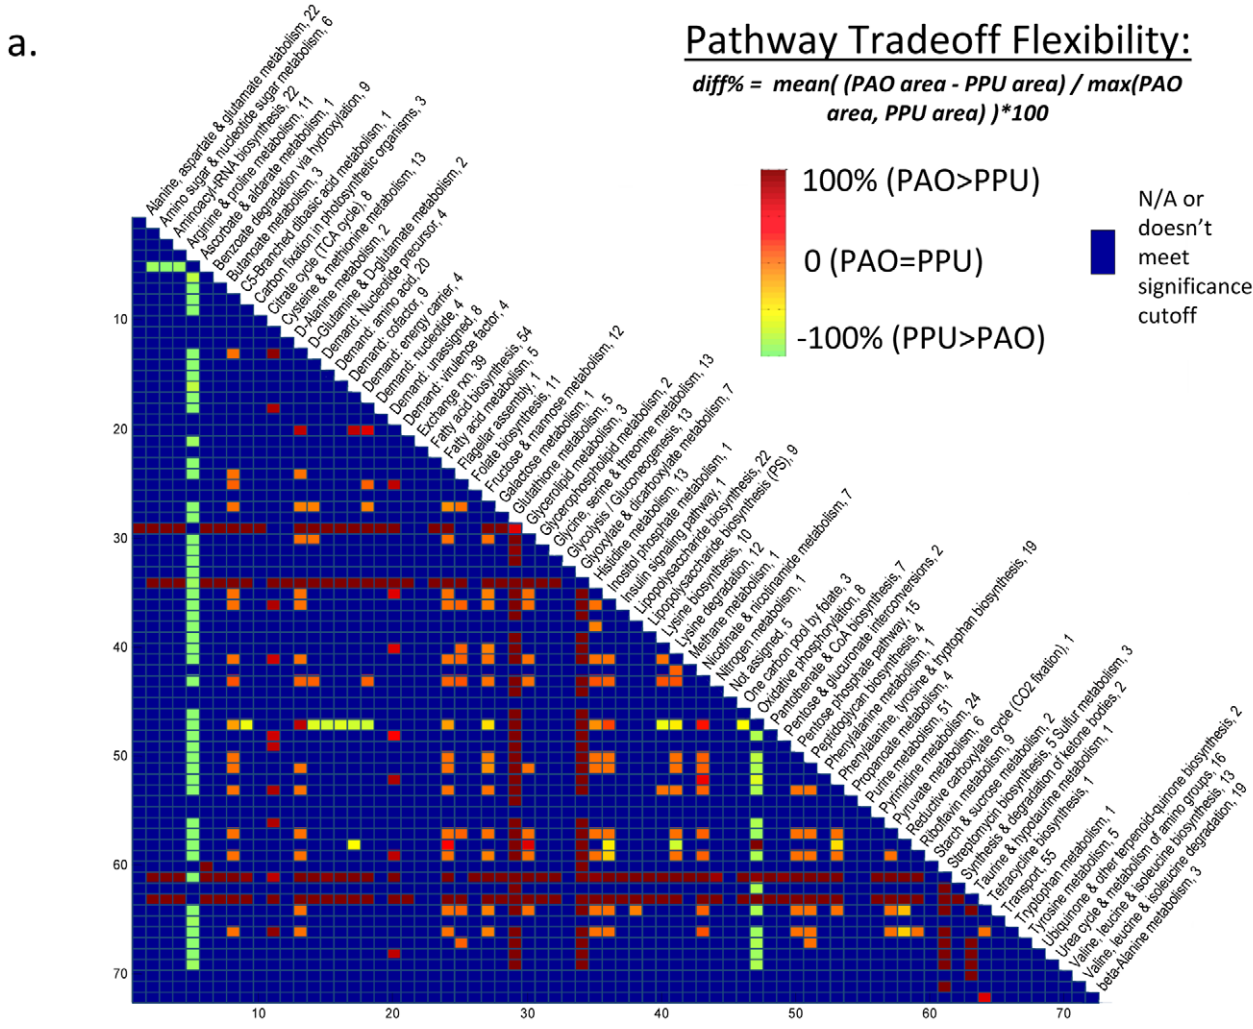 a.
Pathway Tradeoff Flexibility:
diff% = mean( (PAO area - PPU area) / max(PAO
area, PPU area) )*100
100% (PAO>PPU)
0 (PAO=PPU)
-100% (PPU>PAO)
N/A or
doesn't
meet
significance
cutoff
Alanine, aspartate & glutamate metabolism, 22
Amino sugar & nucleotide sugar metabolism, 6
Aminoacyl-tRNA biosynthesis, 22
Arginine & proline metabolism, 11
Ascorbate & aldarate metabolism, 1
Benzoate degradation via hydroxylation, 9
Butanoate metabolism, 3
C5-Branched dibasic acid metabolism, 1
Carbon fixation in photosynthetic organisms, 3
Citrate cycle (TCA cycle), 8
Cysteine & methionine metabolism, 13
D-Alanine metabolism, 2
D-Glutamine & D-glutamate metabolism, 2
Demand: Nucleotide precursor, 4
Demand: amino acid, 20
Demand: cofactor, 9
Demand: energy carrier, 4
Demand: nucleotide, 4
Demand: unassigned, 8
Demand: virulence factor, 4
Exchange rxn, 39
Fatty acid biosynthesis, 54
Fatty acid metabolism, 5
Flagellar assembly, 1
Folate biosynthesis, 11
Fructose & mannose metabolism, 12
Galactose metabolism, 1
Glutathione metabolism, 5
Glycerolipid metabolism, 3
Glycerophospholipid metabolism, 2
Glycine, serine & threonine metabolism, 13
Glycolysis / Gluconeogenesis, 13
Glyoxylate & dicarboxylate metabolism, 7
Histidine metabolism, 13
Inositol phosphate metabolism, 1
Insulin signaling pathway, 1
Lipopolysaccharide biosynthesis, 22
Lipopolysaccharide biosynthesis (PS), 9
Lysine biosynthesis, 10
Lysine degradation, 12
Methane metabolism, 1
Nicotinate & nicotinamide metabolism, 7
Nitrogen metabolism, 1
Not assigned, 5
One carbon pool by folate, 3
Oxidative phosphorylation, 8
Pantothenate & CoA biosynthesis, 7
Pentose & glucuronate interconversions, 2
Pentose phosphate pathway, 15
Peptidoglycan biosynthesis, 4
Phenylalanine metabolism, 1
Phenylalanine, tyrosine & tryptophan biosynthesis, 19
Propanoate metabolism, 4
Purine metabolism, 51
Pyrimidine metabolism, 24
Pyruvate metabolism, 6
Reductive carboxylate cycle (CO2 fixation), 1
Riboflavin metabolism, 9
Starch & sucrose metabolism, 2
Streptomycin biosynthesis, 5 Sulfur metabolism, 3
Synthesis & degradation of ketone bodies, 2
Taurine & hypotaurine metabolism, 1
Tetracycline biosynthesis, 1
Transport, 55
Tryptophan metabolism, 1
Tyrosine metabolism, 5
Ubiquinone & other terpenoid-quinone biosynthesis, 2
Urea cycle & metabolism of amino groups, 16
Valine, leucine & isoleucine biosynthesis, 13
Valine, leucine & isoleucine degradation, 19
beta-Alanine metabolism, 3
10
20
30
40
50
60
70
10
20
30
40
50
60
70